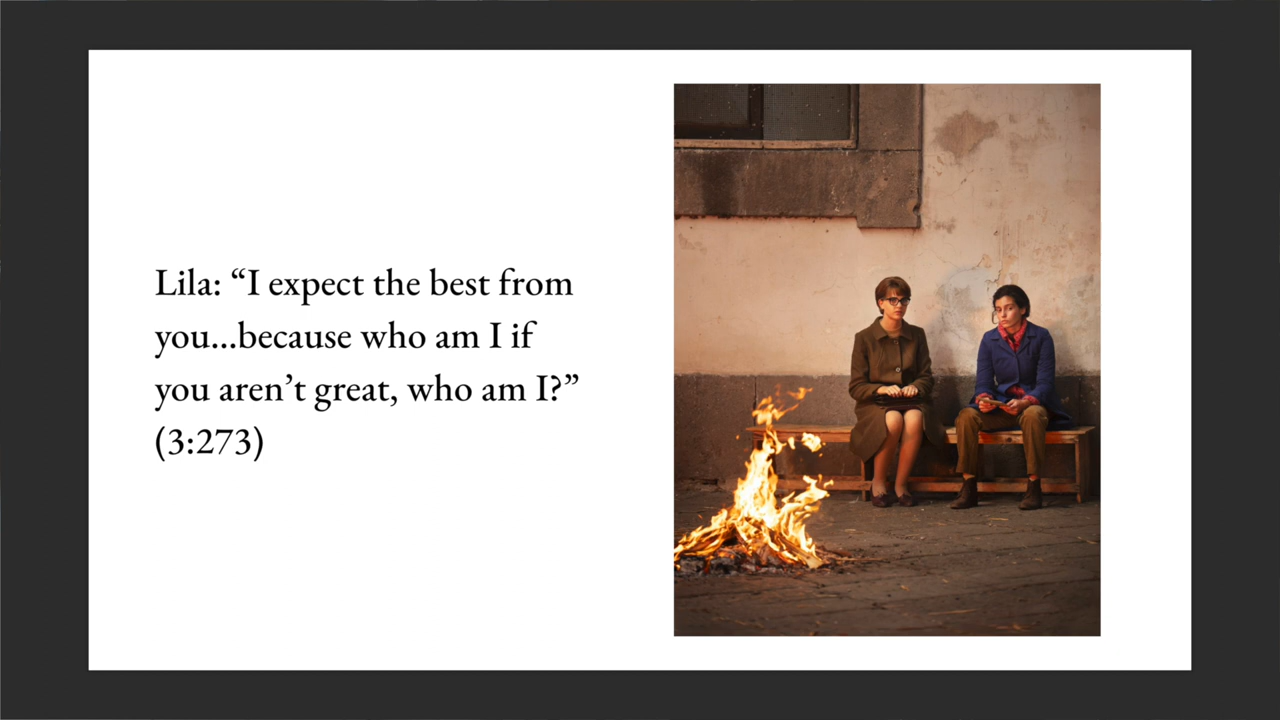 Lila: “I expect the best from
you...because who am I if
you aren’t great, who am I?”
(3:273)